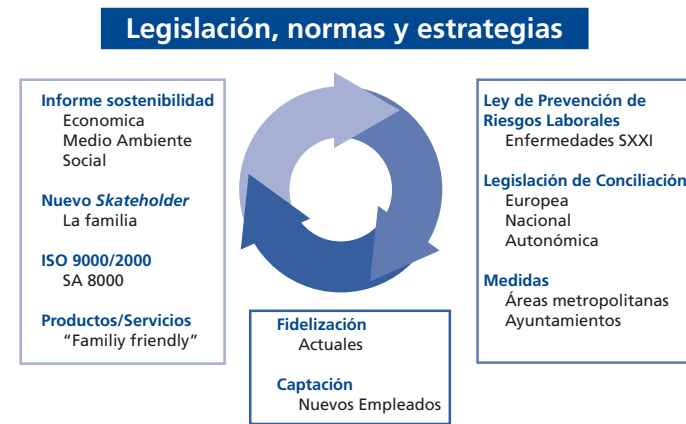 Legislación, normas y estrategias
Informe sostenibilidad
Economica
Medio Ambiente
Social
Nuevo Skateholder
La familia
ISO 9000/2000
SA 8000
Productos/Servicios
“Familiy friendly”
Fidelización
Actuales
Captación
Nuevos Empleados
Ley de Prevención de
Riesgos Laborales
Enfermedades SXXI
Legislación de Conciliación
Europea
Nacional
Autonómica
Medidas
Áreas metropolitanas
Ayuntamientos